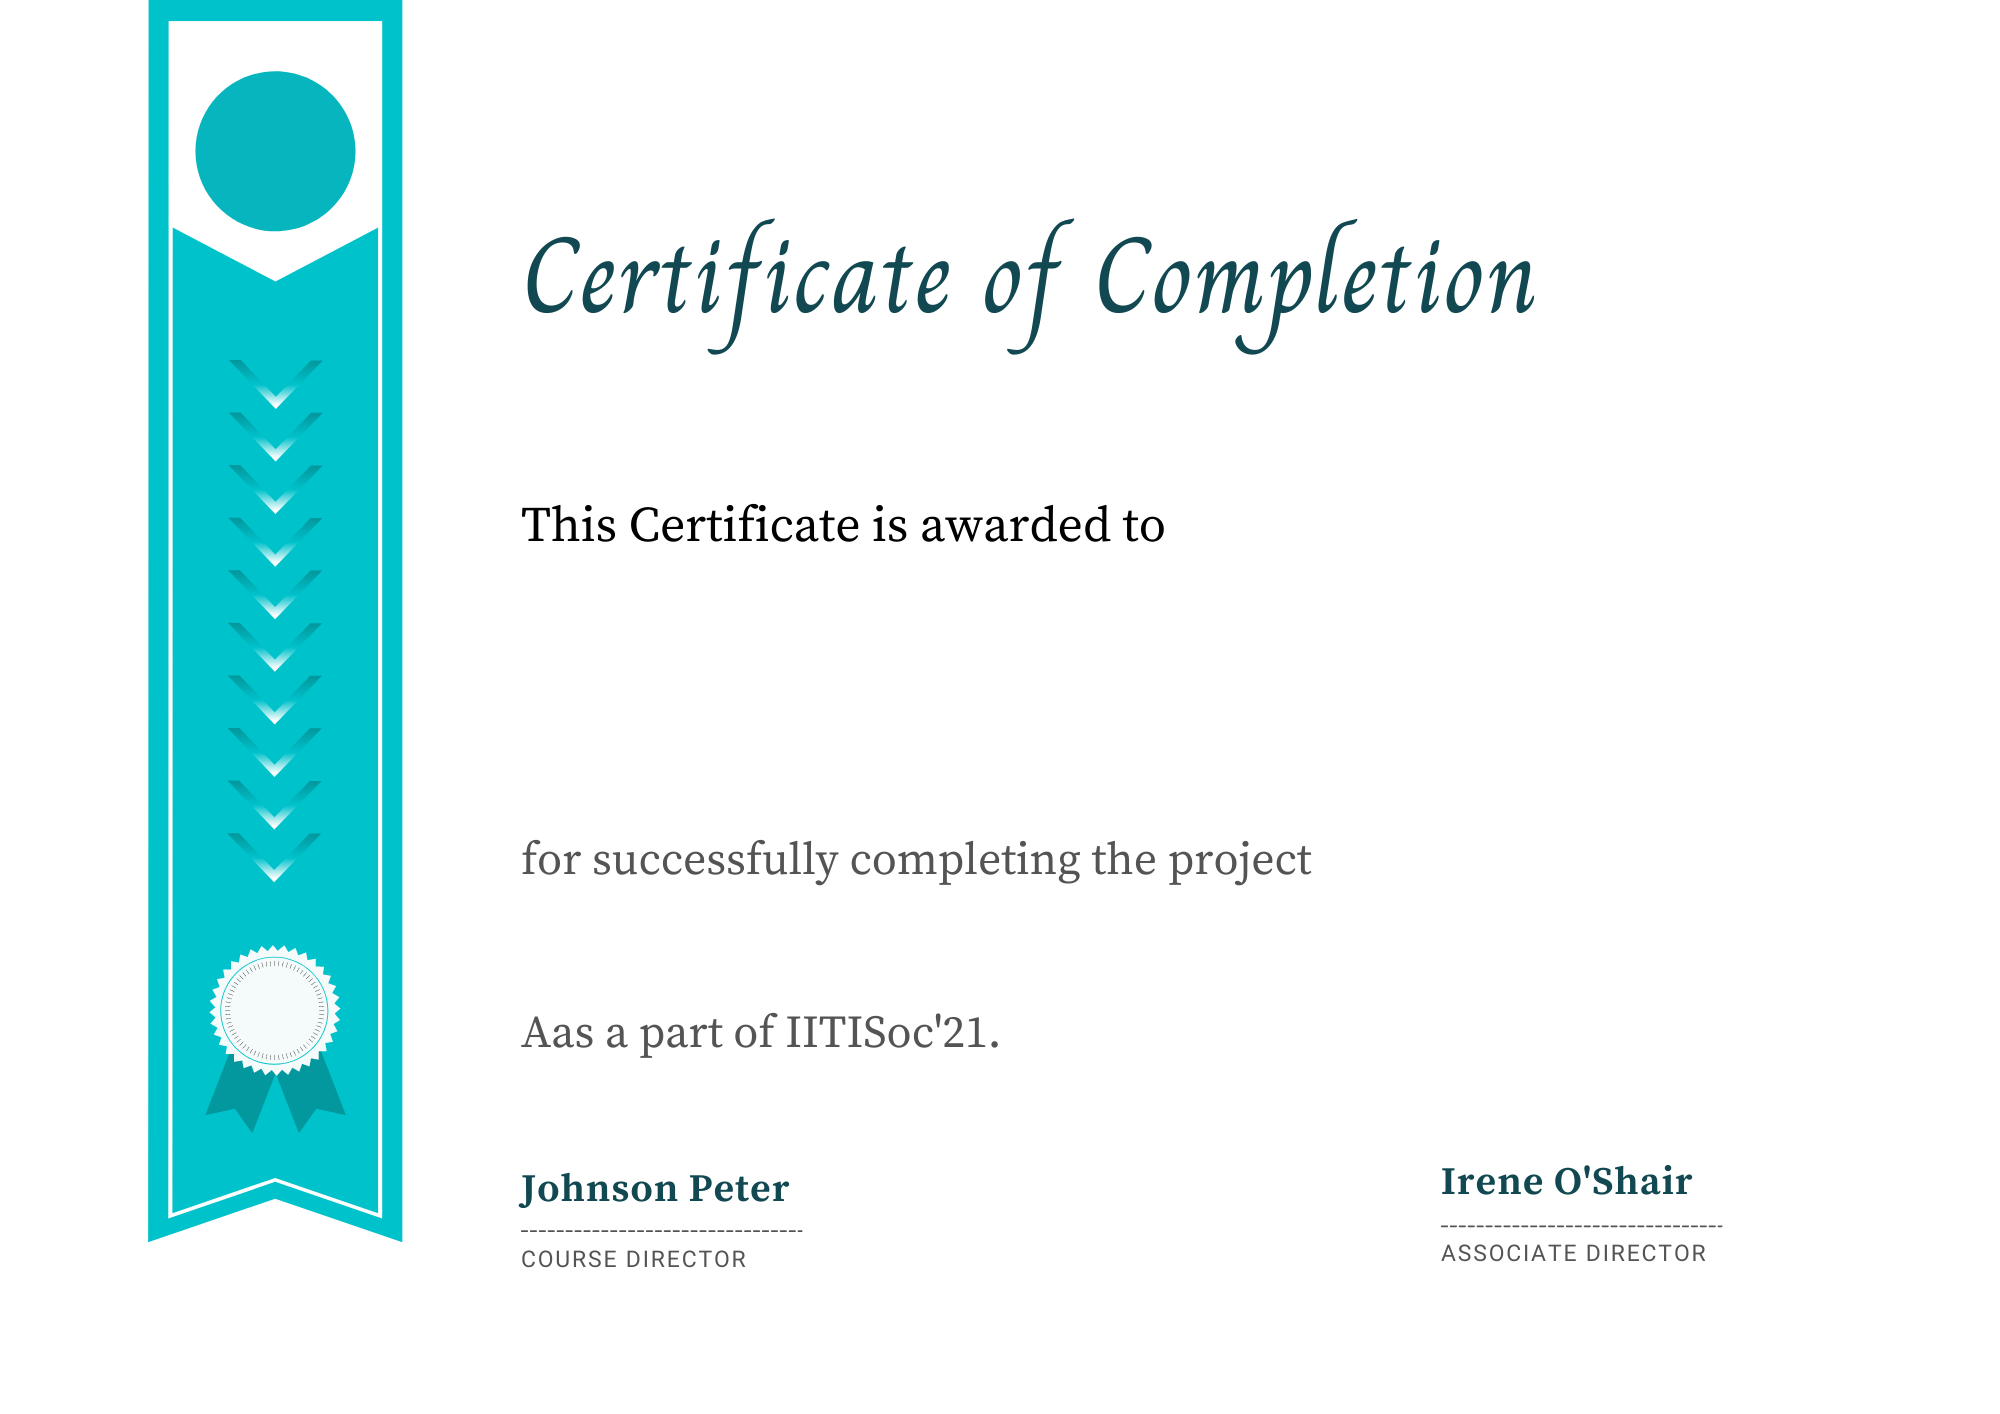 Certificate of Completion
This Certificate is awarded to
for successfully completing the project
Aas a part of IITISoc'21.
Johnson Peter
COURSE DIRECTOR
Irene O'Shair
ASSOCIATE DIRECTOR